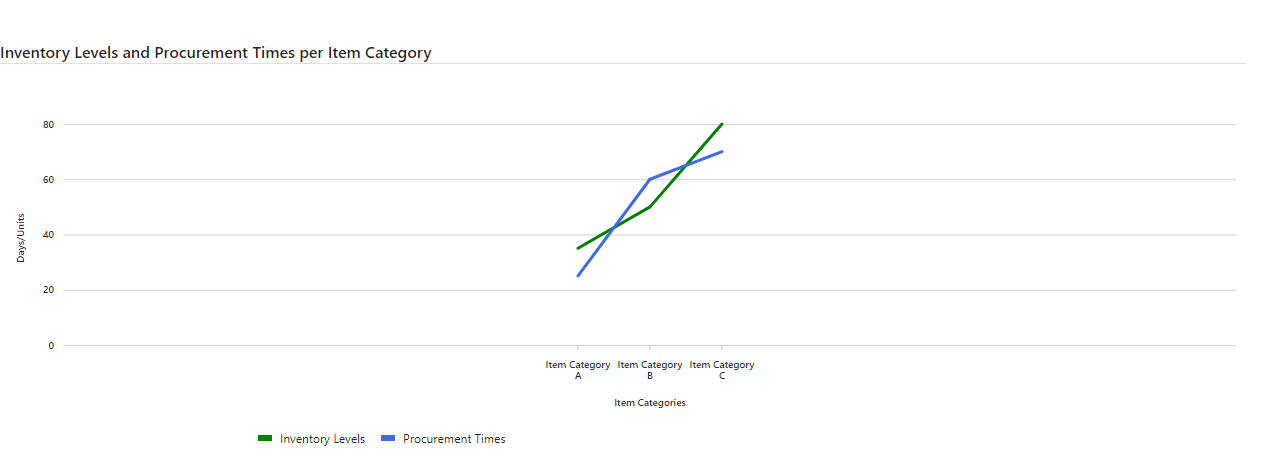 Inventory Levels and Procurement Times per Item Category
80
60
40
20
0
Days/Units
Item Category A
Item Category B
Item Category C
Item Categories
Inventory Levels
Procurement Times